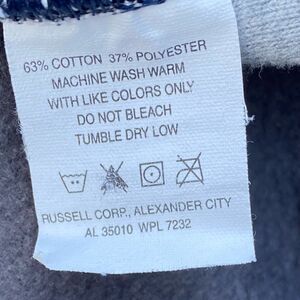 63% COTTON 37% POLYESTER
MACHINE WASH WARM
WITH LIKE COLORS ONLY
DO NOT BLEACH
TUMBLE DRY LOW
RUSSELL CORP., ALEXANDER CITY
AL 35010 WPL 7232